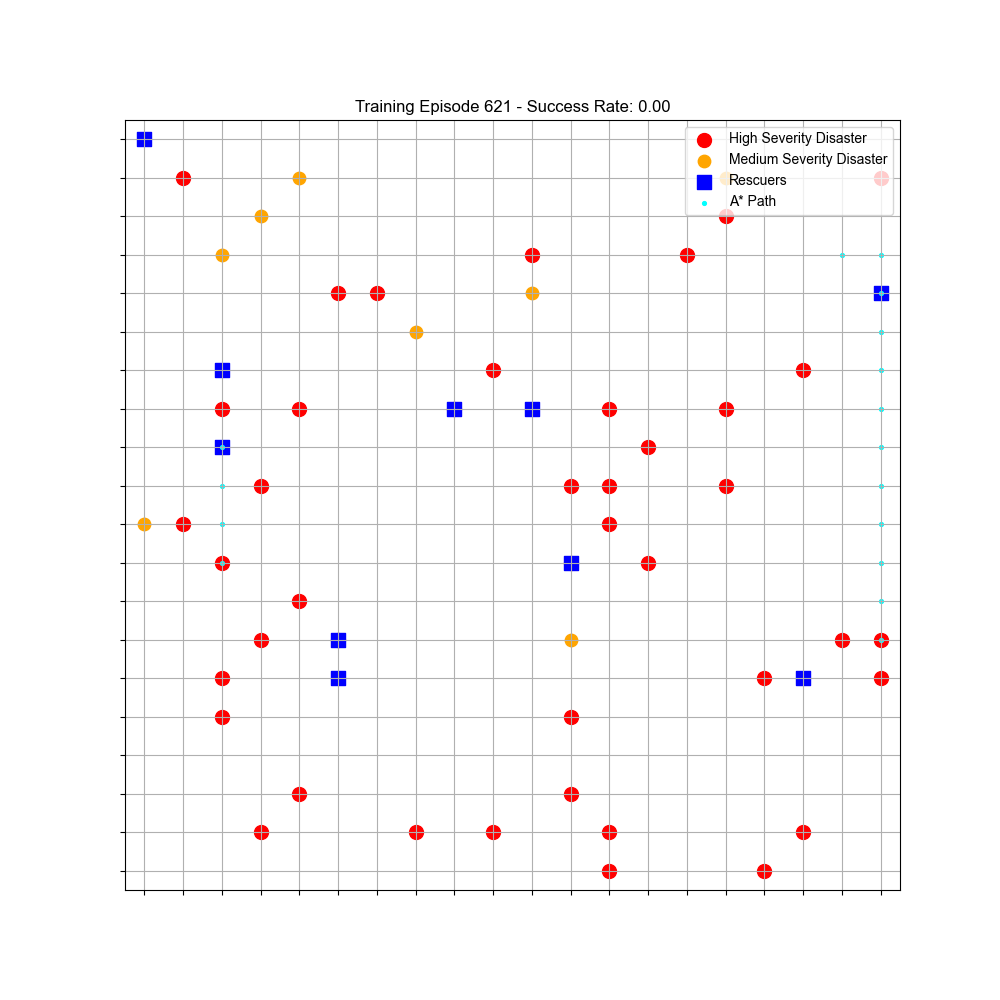 Training Episode 621 - Success Rate: 0.00
High Severity Disaster
Medium Severity Disaster
Rescuers
A* Path